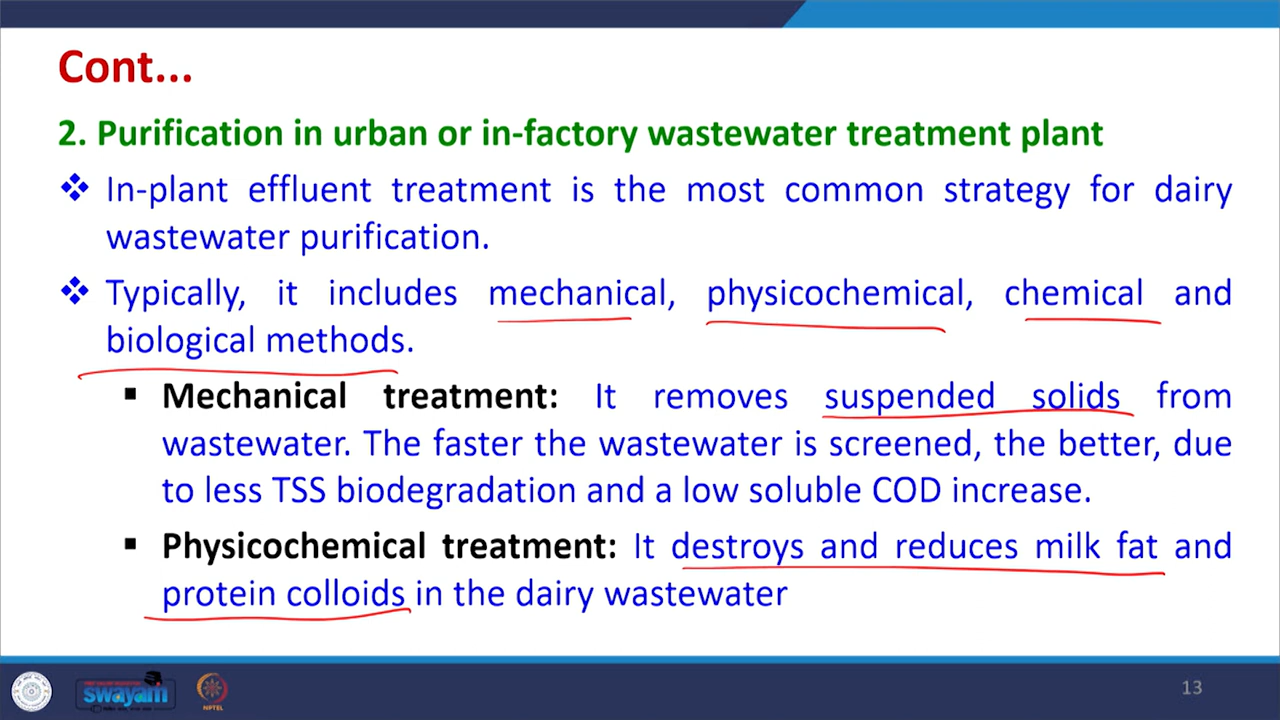 Cont...
2. Purification in urban or in-factory wastewater treatment plant
❖ In-plant effluent treatment is the most common strategy for dairy
wastewater purification.
❖ Typically, it includes mechanical, physicochemical, chemical and
biological methods.
▪ Mechanical treatment: It removes suspended solids from
wastewater. The faster the wastewater is screened, the better, due
to less TSS biodegradation and a low soluble COD increase.
▪ Physicochemical treatment: It destroys and reduces milk fat and
protein colloids in the dairy wastewater
swayam
NPTEL
13